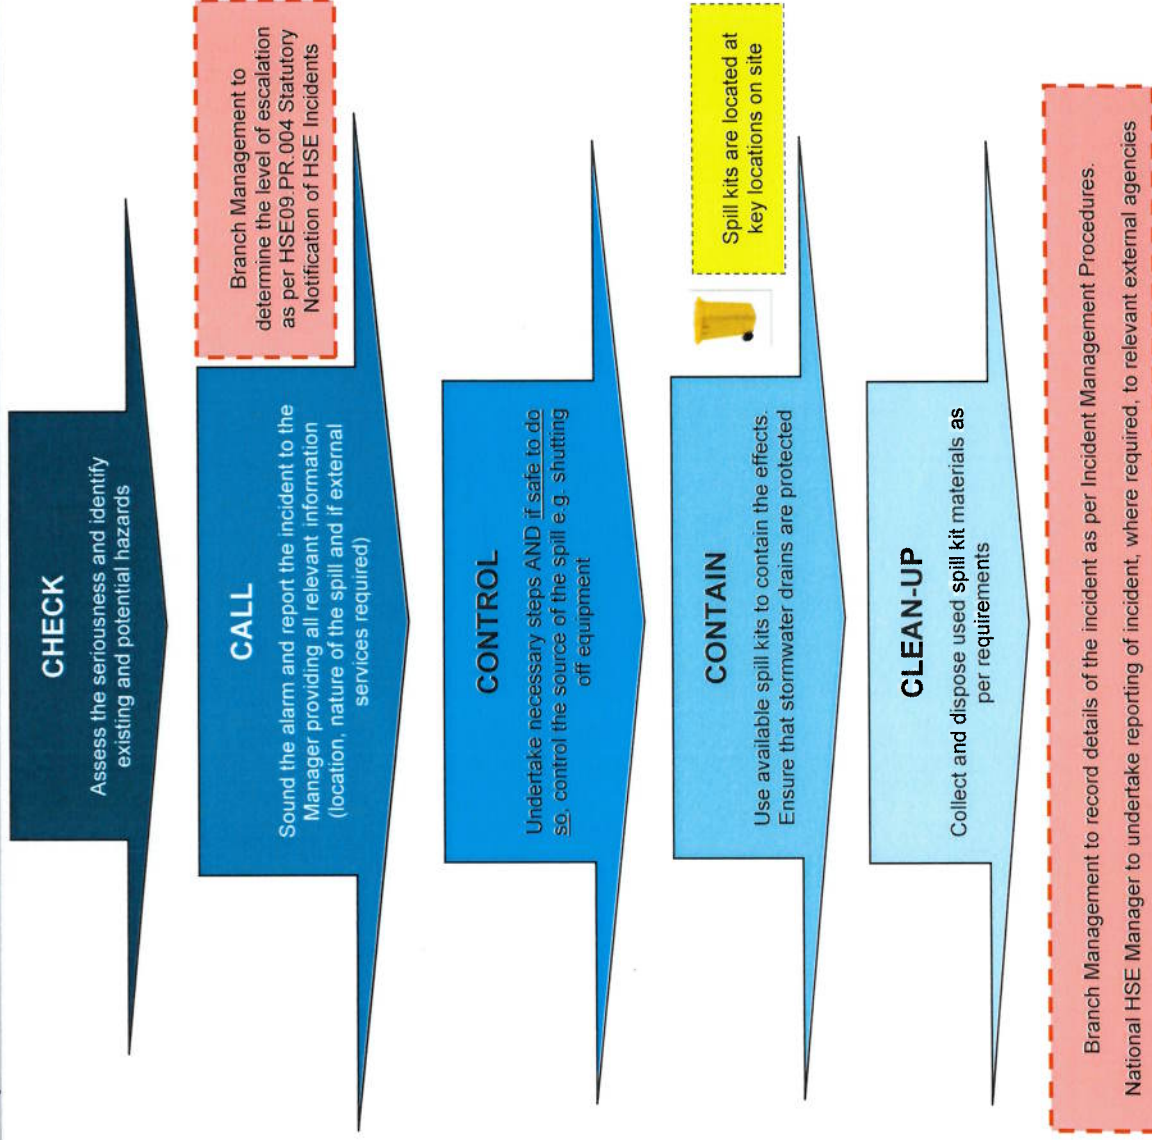 CHECK
Assess the seriousness and identify
existing and potential hazards
CALL
Sound the alarm and report the incident to the
Manager providing all relevant information
(location, nature of the spill and if external
services required)
Branch Management to
determine the level of escalation
as per HSE09.PR.004 Statutory
Notification of HSE Incidents
CONTROL
Undertake necessary steps AND if safe to do
so, control the source of the spill e.g. shutting
off equipment
CONTAIN
Use available spill kits to contain the effects.
Ensure that stormwater drains are protected
Spill kits are located at
key locations on site
CLEAN-UP
Collect and dispose used spill kit materials as
per requirements
Branch Management to record details of the incident as per Incident Management Procedures.
National HSE Manager to undertake reporting of incident, where required, to relevant external agencies